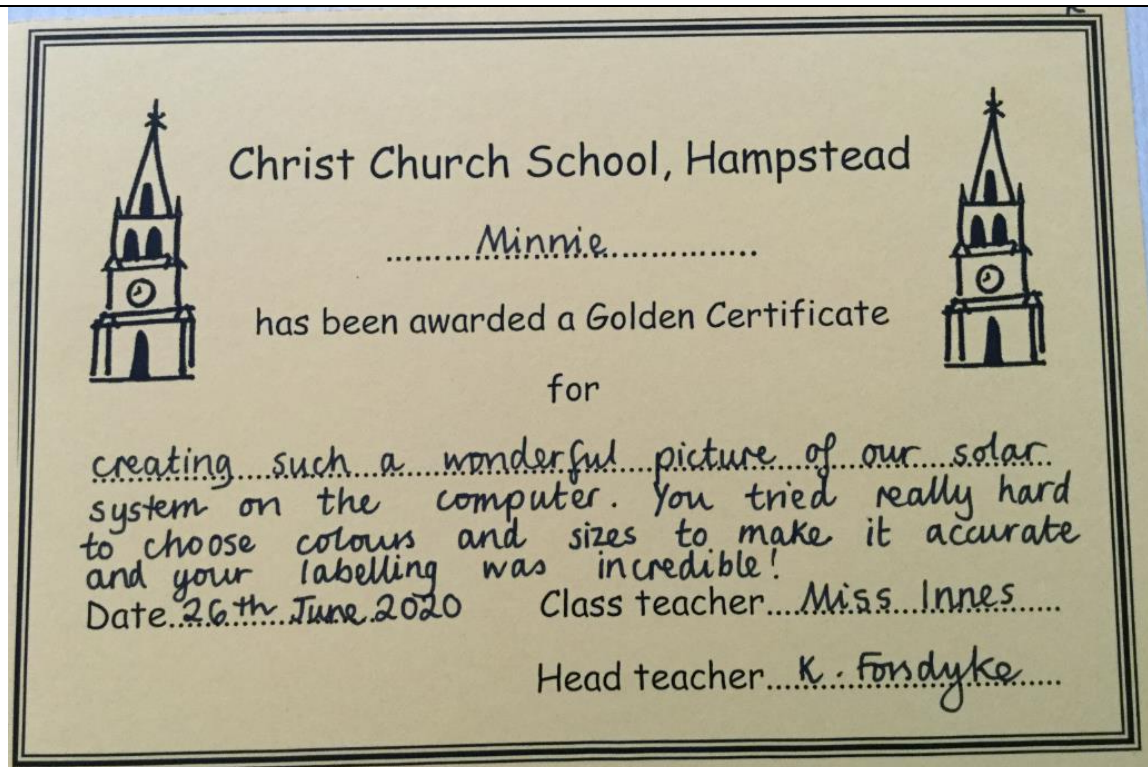 Christ Church School, Hampstead
Minnie
has been awarded a Golden Certificate
for
creating such a wonderful picture of our solar
system on the computer. You tried really hard
to choose colours and sizes to make it accurate
and your labelling was incredible!
Date 26th June 2020 Class teacher Miss Innes
Head teacher K. Forsdyke